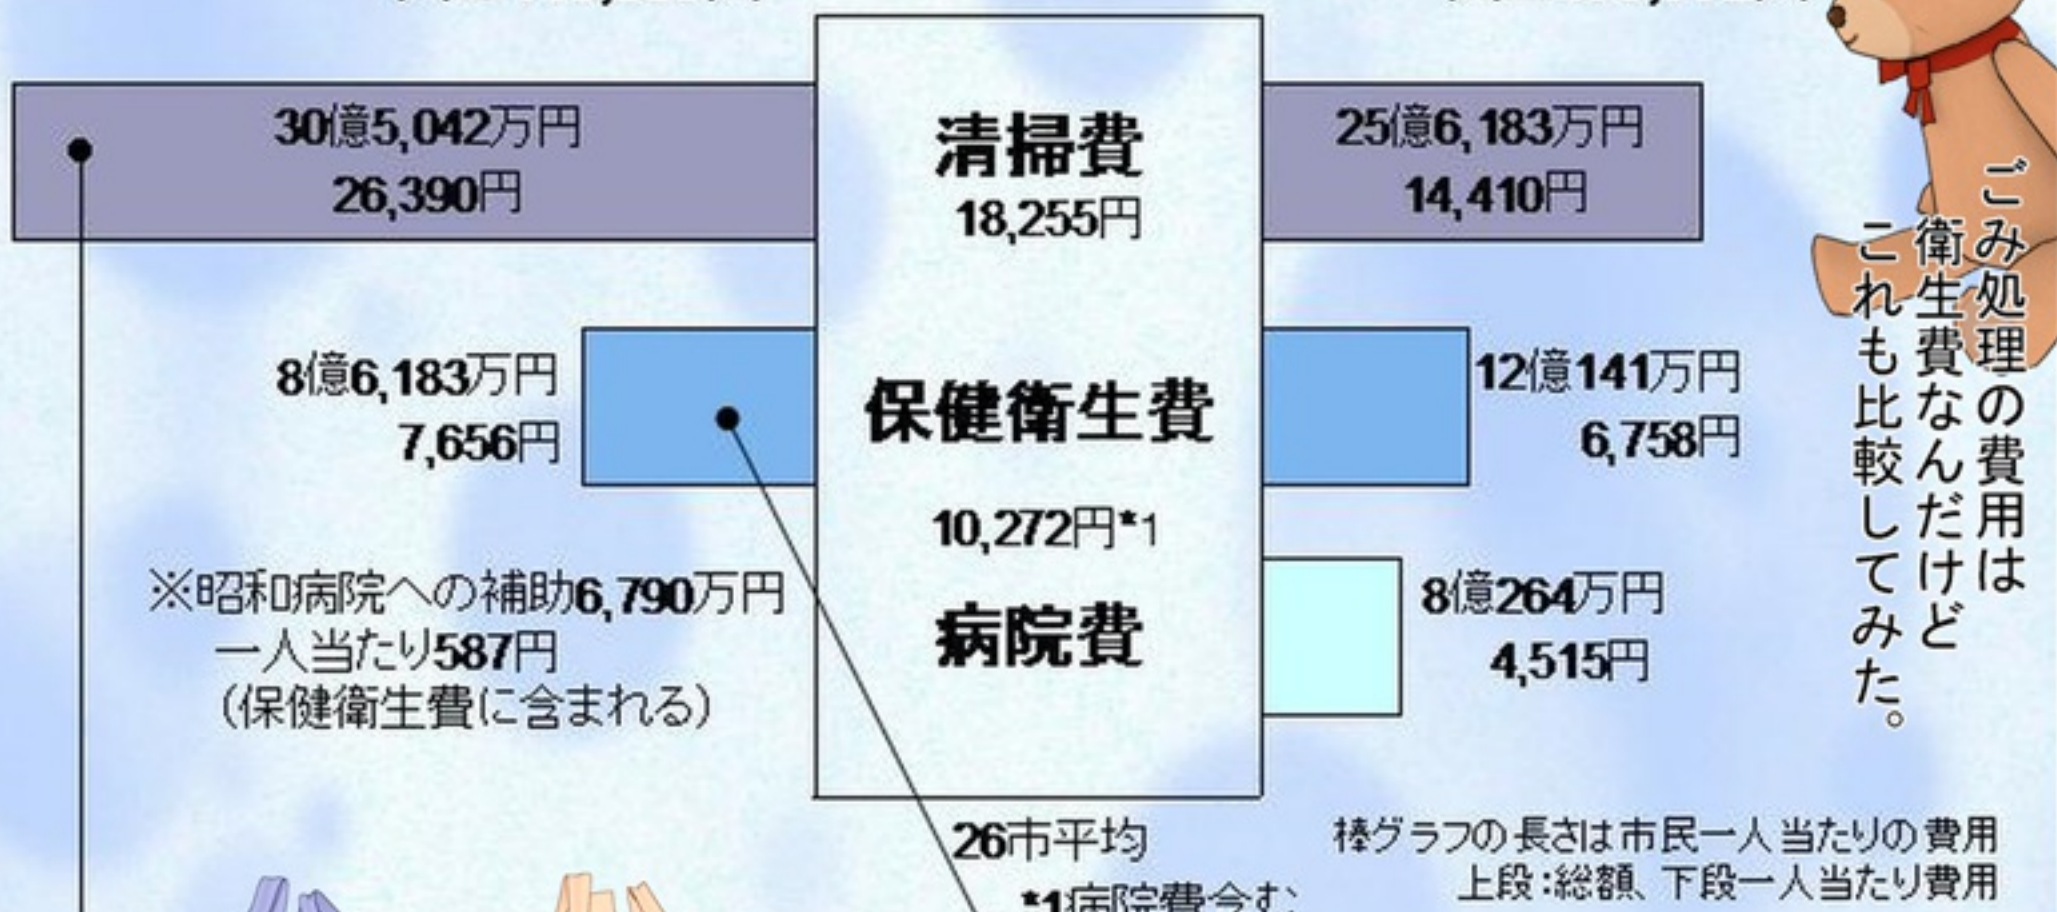 30億5,042万円
26,390円
清掃費
18,255円
25億6,183万円
14,410円
8億6,183万円
7,656円
保健衛生費
10,272円*1
12億141万円
6,758円
※昭和病院への補助6,790万円
一人当たり587円
(保健衛生費に含まれる)
病院費
8億264万円
4,515円
ごみ処理の費用は
衛生費なんだけど
これも比較してみた。
26市平均
*1病院費含む
棒グラフの長さは市民一人当たりの費用
上段:総額、下段一人当たり費用